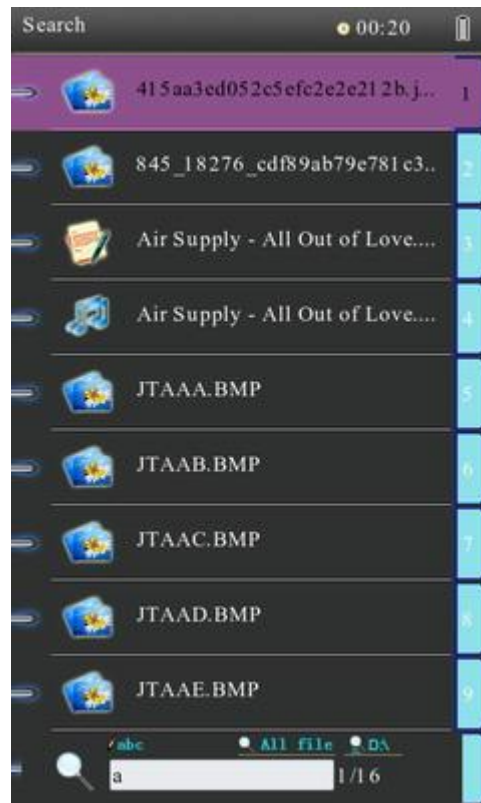 Search 00:20
415aa3ed052c5efc2e2e212b.j... 1
845_18276_cdf89ab79e781c3.. 2
Air Supply - All Out of Love.... 3
Air Supply - All Out of Love.... 4
JTAAA.BMP 5
JTAAB.BMP 6
JTAAC.BMP 7
JTAAD.BMP 8
JTAAE.BMP 9
abc All file D:\
a 1/16